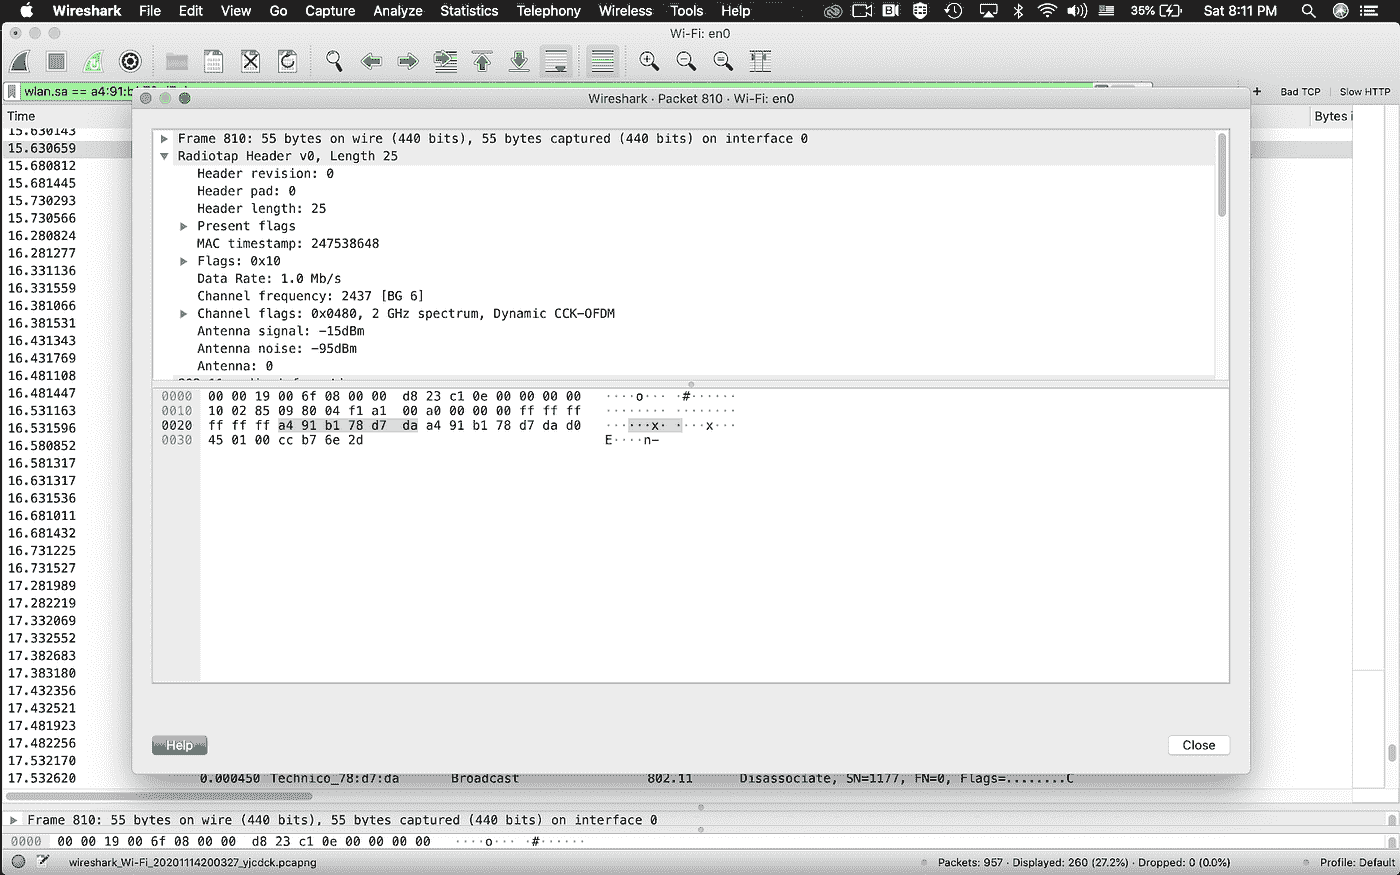 Wireshark File Edit View Go Capture Analyze Statistics Telephony Wireless Tools Help 35% Sat 8:11 PM
Wi-Fi: en0
wlan.sa == a4:91:b
+ Bad TCP Slow HTTP
Wireshark · Packet 810 · Wi-Fi: en0
Time
Bytes i
15.630143
15.630659
15.680812
15.681445
15.730293
15.730566
16.280824
16.281277
16.331136
16.331559
16.381066
16.381531
16.431343
16.431769
16.481108
16.481447
16.531163
16.531596
16.580852
16.581317
16.631317
16.631536
16.681011
16.681432
16.731225
16.731527
17.281989
17.282219
17.332069
17.332552
17.382683
17.383180
17.432356
17.432521
17.481923
17.482256
17.532170
17.532620 0.000450 Technico_78:d7:da Broadcast 802.11 Disassociate, SN=1177, FN=0, Flags=........C
Frame 810: 55 bytes on wire (440 bits), 55 bytes captured (440 bits) on interface 0
Radiotap Header v0, Length 25
Header revision: 0
Header pad: 0
Header length: 25
Present flags
MAC timestamp: 247538648
Flags: 0x10
Data Rate: 1.0 Mb/s
Channel frequency: 2437 [BG 6]
Channel flags: 0x0480, 2 GHz spectrum, Dynamic CCK-OFDM
Antenna signal: -15dBm
Antenna noise: -95dBm
Antenna: 0
0000 00 00 19 00 6f 08 00 00 d8 23 c1 0e 00 00 00 00 ····o··· ·#······
0010 10 02 85 09 80 04 f1 a1 00 a0 00 00 00 ff ff ff ········ ········
0020 ff ff ff a4 91 b1 78 d7 da a4 91 b1 78 d7 da d0 ······x· ····x···
0030 45 01 00 cc b7 6e 2d E····n-
Help
Close
Frame 810: 55 bytes on wire (440 bits), 55 bytes captured (440 bits) on interface 0
0000 00 00 19 00 6f 08 00 00 d8 23 c1 0e 00 00 00 00 ····o··· ·#······
wireshark_Wi-Fi_20201114200327_yjcdck.pcapng
Packets: 957 · Displayed: 260 (27.2%) · Dropped: 0 (0.0%)
Profile: Default